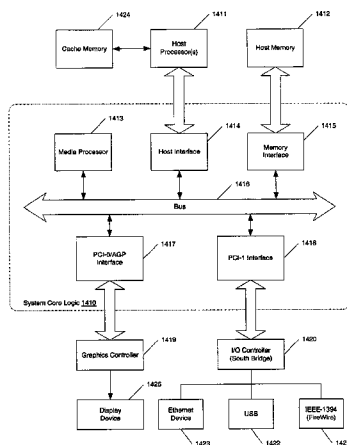 1424
1411
1412
Cache Memory
Host
Processor(s)
Host Memory
1413
1414
1415
Media Processor
Host Interface
Memory
Interface
1416
Bus
1417
1418
PCI-0/AGP
Interface
PCI-1 Interface
System Core Logic 1410
1419
1420
Graphics Controller
I/O Controller
(South Bridge)
1425
Display
Device
Ethernet
Device
USB
IEEE-1394
(FireWire)
1423
1422